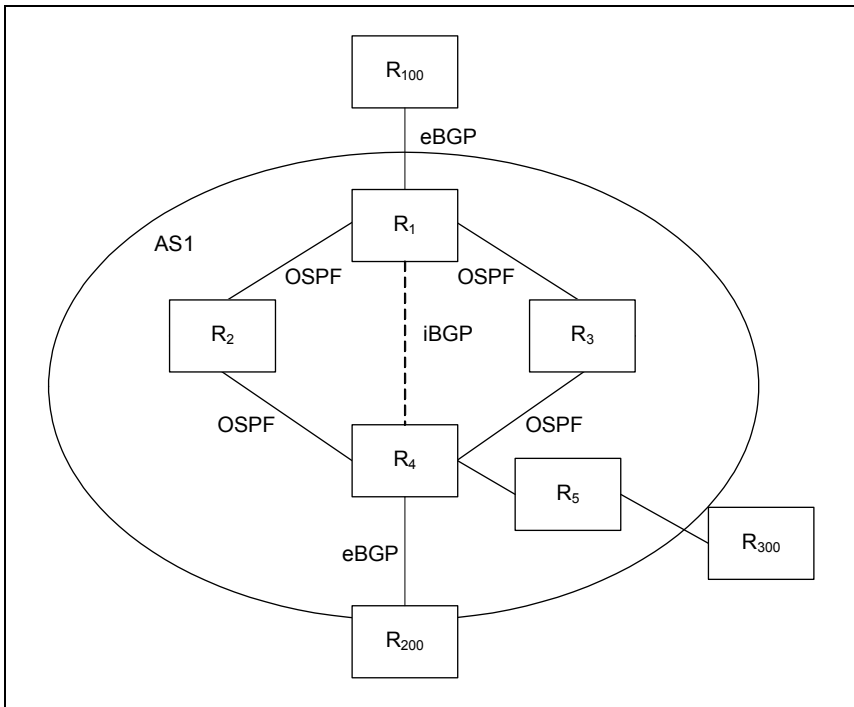 R100
eBGP
R1
AS1
OSPF
OSPF
R2
iBGP
R3
OSPF
OSPF
R4
R5
eBGP
R300
R200